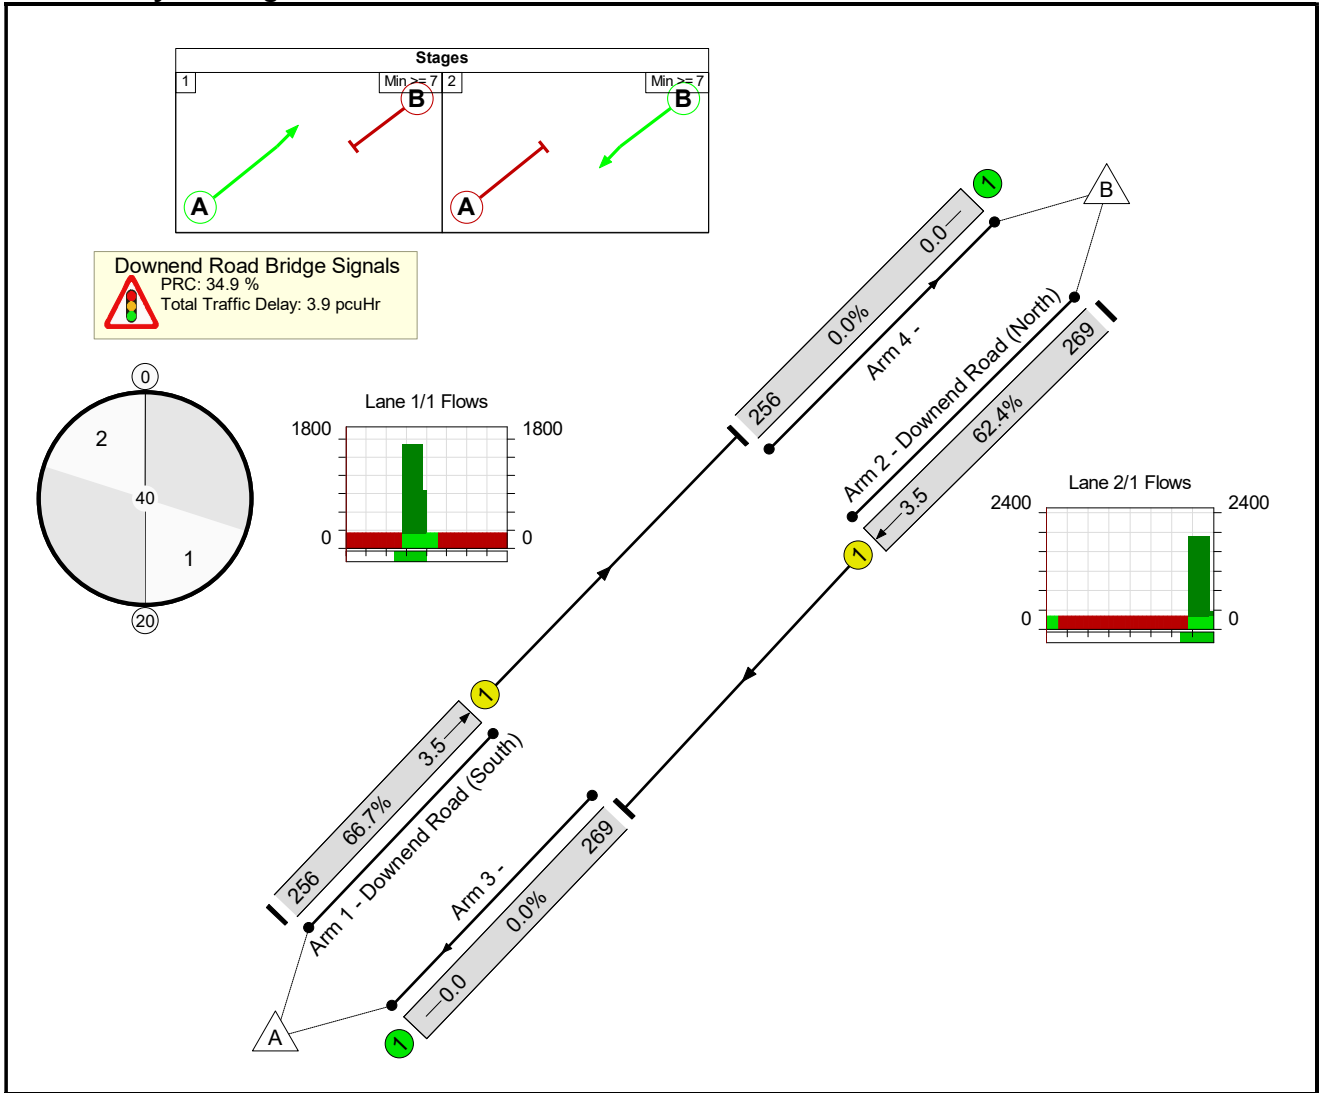 Stages
1
Min >= 7
2
Min >= 7
B
B
A
A
Downend Road Bridge Signals
PRC: 34.9 %
Total Traffic Delay: 3.9 pcuHr
0
2
40
1
20
Lane 1/1 Flows
1800
1800
0
0
1
B
0.0
0.0%
256
Arm 4 -
Arm 2 - Downend Road (North)
269
62.4%
3.5
1
Lane 2/1 Flows
2400
2400
0
0
1
3.5
66.7%
256
Arm 1 - Downend Road (South)
Arm 3 -
269
0.0%
0.0
1
A